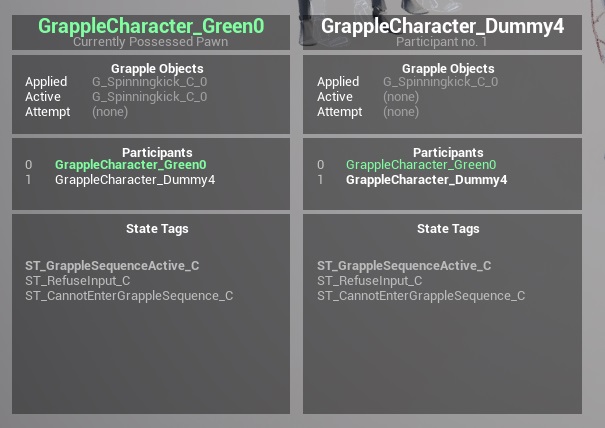 GrappleCharacter_Green0
Currently Possessed Pawn
Grapple Objects
Applied G_Spinningkick_C_0
Active G_Spinningkick_C_0
Attempt (none)
Participants
0 GrappleCharacter_Green0
1 GrappleCharacter_Dummy4
State Tags
ST_GrappleSequenceActive_C
ST_RefuseInput_C
ST_CannotEnterGrappleSequence_C
GrappleCharacter_Dummy4
Participant no. 1
Grapple Objects
Applied G_Spinningkick_C_0
Active (none)
Attempt (none)
Participants
0 GrappleCharacter_Green0
1 GrappleCharacter_Dummy4
State Tags
ST_GrappleSequenceActive_C
ST_RefuseInput_C
ST_CannotEnterGrappleSequence_C